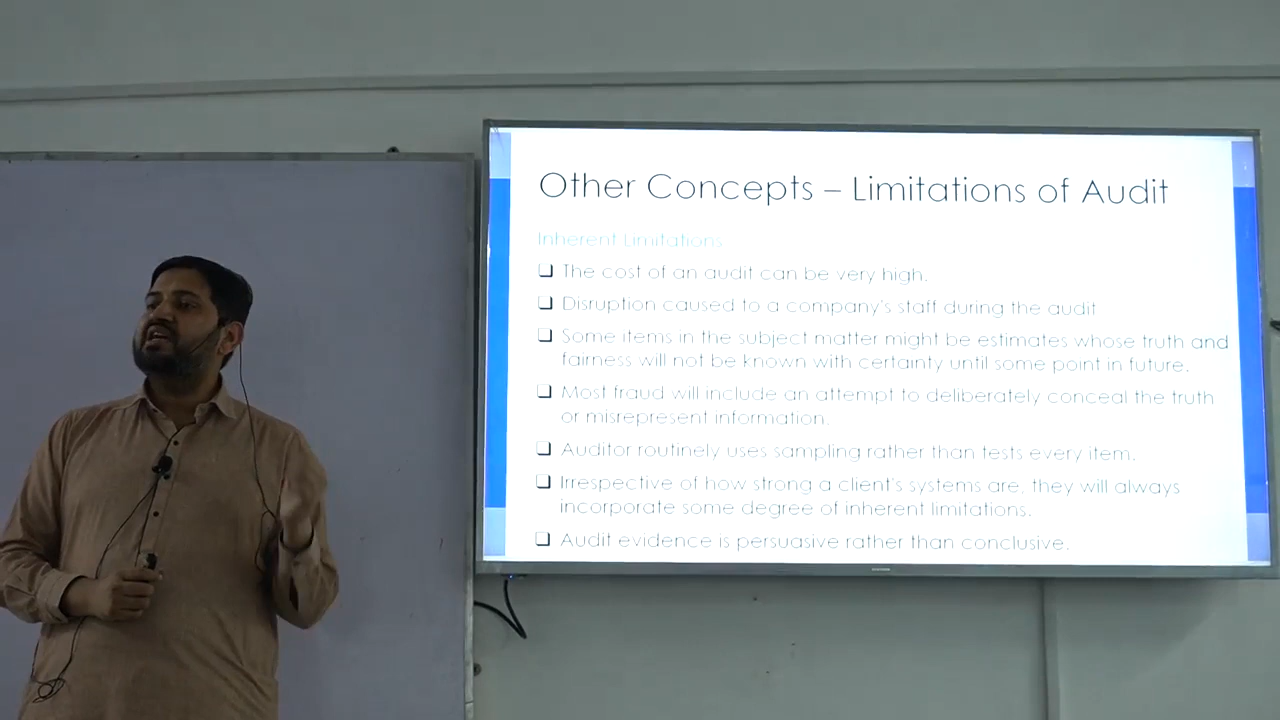 Other Concepts – Limitations of Audit
Inherent Limitations
❑ The cost of an audit can be very high.
❑ Disruption caused to a company's staff during the audit
❑ Some items in the subject matter might be estimates whose truth and
fairness will not be known with certainty until some point in future.
❑ Most fraud will include an attempt to deliberately conceal the truth
or misrepresent information.
❑ Auditor routinely uses sampling rather than tests every item.
❑ Irrespective of how strong a client's systems are, they will always
incorporate some degree of inherent limitations.
❑ Audit evidence is persuasive rather than conclusive.